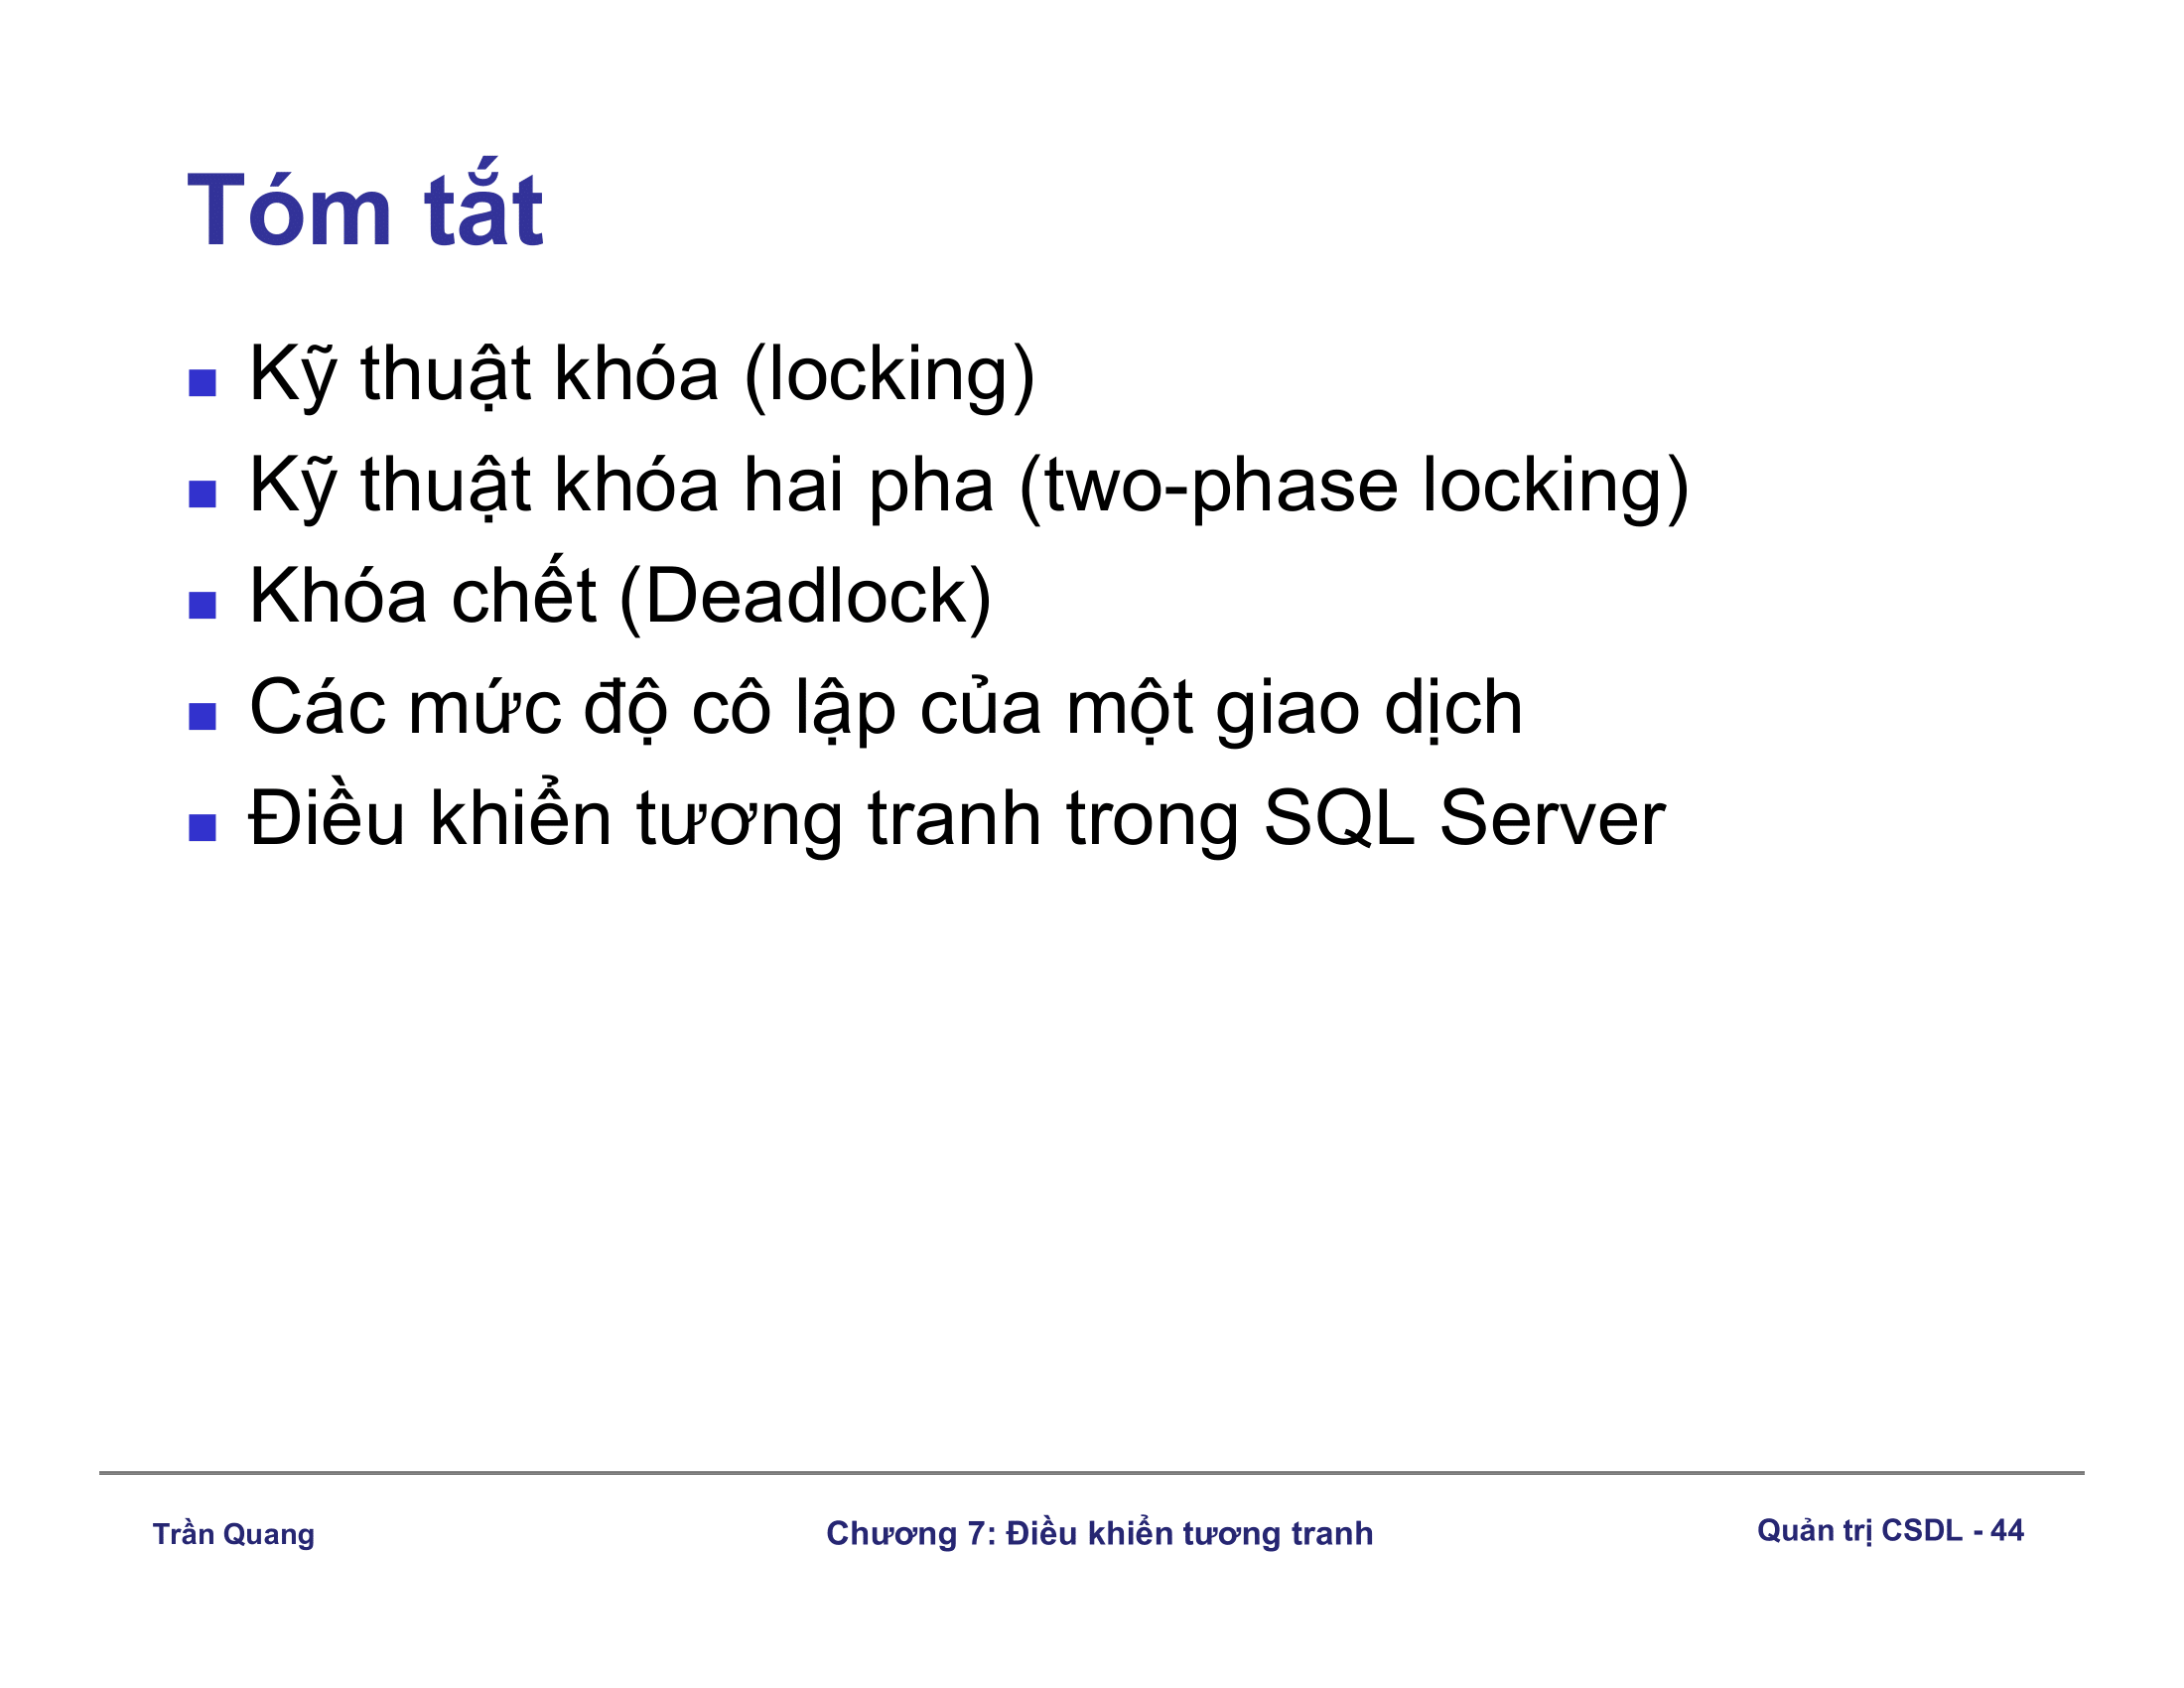 Tóm tắt
Kỹ thuật khóa (locking)
Kỹ thuật khóa hai pha (two-phase locking)
Khóa chết (Deadlock)
Các mức độ cô lập của một giao dịch
Điều khiển tương tranh trong SQL Server
Trần Quang
Chương 7: Điều khiển tương tranh
Quản trị CSDL - 44